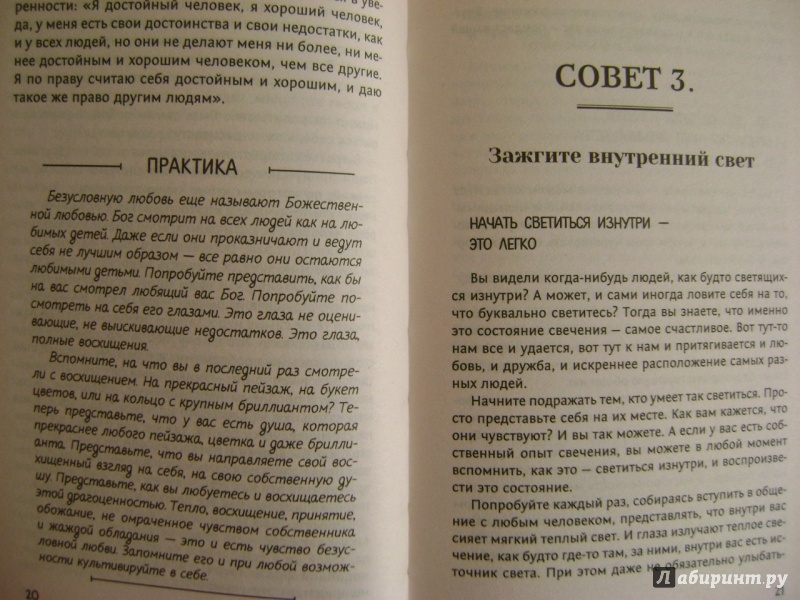 ренности: «Я достойный человек, я хороший человек,
да, у меня есть свои достоинства и свои недостатки, как
и у всех людей, но они не делают меня ни более, ни ме-
нее достойным и хорошим человеком, чем все другие.
Я по праву считаю себя достойным и хорошим, и даю
такое же право другим людям».
ПРАКТИКА
Безусловную любовь еще называют Божествен-
ной любовью. Бог смотрит на всех людей как на лю-
бимых детей. Даже если они проказничают и ведут
себя не лучшим образом — все равно они остаются
любимыми детьми. Попробуйте представить, как бы
на вас смотрел любящий вас Бог. Попробуйте по-
смотреть на себя его глазами. Это глаза не оцени-
вающие, не выискивающие недостатков. Это глаза,
полные восхищения.
Вспомните, на что вы в последний раз смотре-
ли с восхищением. На прекрасный пейзаж, на букет
цветов, или на кольцо с крупным бриллиантом? Те-
перь представьте, что у вас есть душа, которая
прекраснее любого пейзажа, цветка и даже брилли-
анта. Представьте, что вы направляете свой вос-
хищенный взгляд на себя, на свою собственную ду-
шу. Представьте, как вы любуетесь и восхищаетесь
этой драгоценностью. Тепло, восхищение, принятие,
обожание, не омраченное чувством собственника
и жаждой обладания — это и есть чувство безус-
ловной любви. Запомните его и при любой возмож-
ности культивируйте в себе.
20
СОВЕТ 3.
Зажгите внутренний свет
НАЧАТЬ СВЕТИТЬСЯ ИЗНУТРИ —
ЭТО ЛЕГКО
Вы видели когда-нибудь людей, как будто светящих-
ся изнутри? А может, и сами иногда ловите себя на то,
что буквально светитесь? Тогда вы знаете, что именно
это состояние свечения — самое счастливое. Вот тут-то
нам все и удается, вот тут к нам и притягивается и лю-
бовь, и дружба, и искреннее расположение самых раз-
ных людей.
Начните подражать тем, кто умеет так светиться. Про-
сто представьте себя на их месте. Как вам кажется, что
они чувствуют? И вы так можете. А если у вас есть соб-
ственный опыт свечения, вы можете в любой момент
вспомнить, как это — светиться изнутри, и воспроизве-
сти это состояние.
Попробуйте каждый раз, собираясь вступить в обще-
ние с любым человеком, представлять, что внутри вас
сияет мягкий теплый свет. И глаза излучают теплое све-
чение, как будто где-то там, за ними, внутри вас есть ис-
точник света. При этом даже не обязательно улыбать-
21
Лабиринт.ру